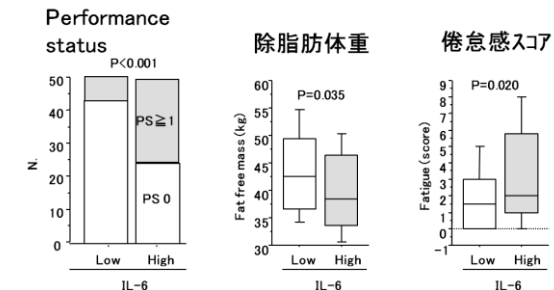 Performance
status
P<0.001
50
40
30
20
10
0
N.
PS≧1
PS 0
Low High
IL-6
除脂肪体重
P=0.035
60
55
50
45
40
35
30
Fat free mass (kg)
Low High
IL-6
倦怠感スコア
P=0.020
9
8
7
6
5
4
3
2
1
0
-1
Fatigue (score)
Low High
IL-6